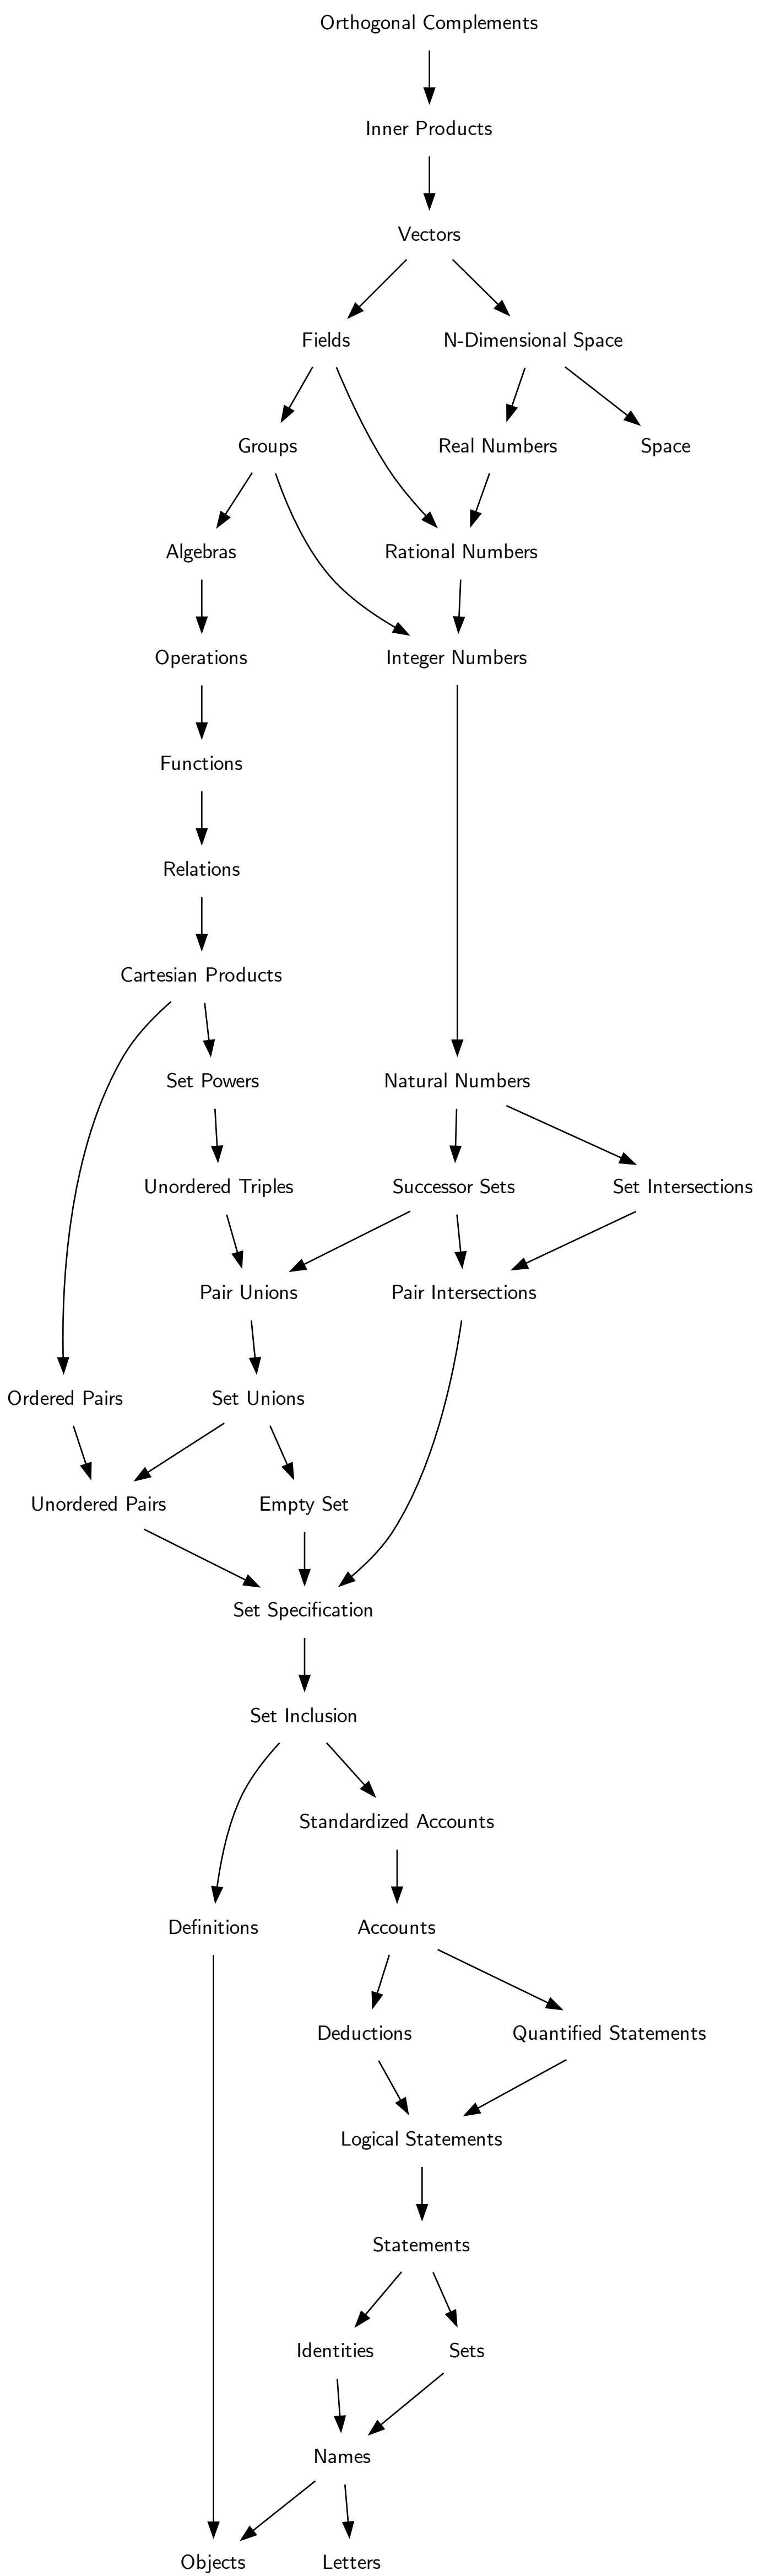 Orthogonal Complements
Inner Products
Vectors
Fields
N-Dimensional Space
Groups
Real Numbers
Space
Algebras
Rational Numbers
Operations
Integer Numbers
Functions
Relations
Cartesian Products
Set Powers
Natural Numbers
Unordered Triples
Successor Sets
Set Intersections
Pair Unions
Pair Intersections
Ordered Pairs
Set Unions
Unordered Pairs
Empty Set
Set Specification
Set Inclusion
Standardized Accounts
Definitions
Accounts
Deductions
Quantified Statements
Logical Statements
Statements
Identities
Sets
Names
Objects
Letters